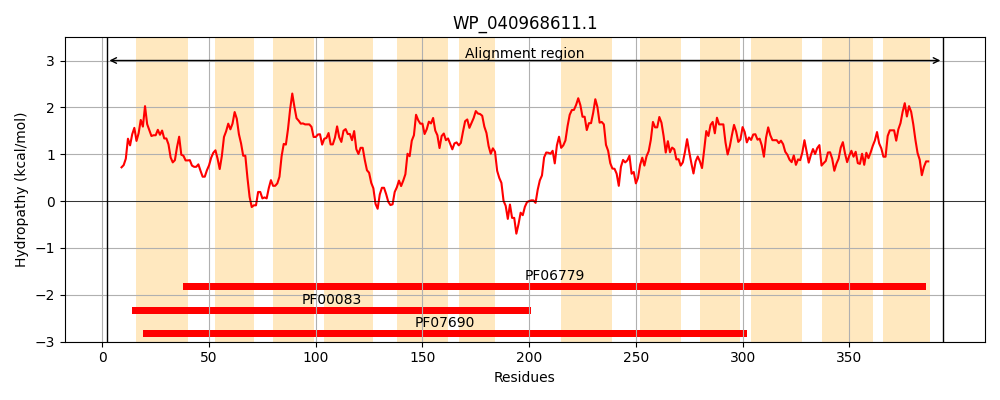 WP_040968611.1
Alignment region
3
2
1
0
−1
−2
−3
Hydropathy (kcal/mol)
PF06779
PF00083
PF07690
0 50 100 150 200 250 300 350
Residues